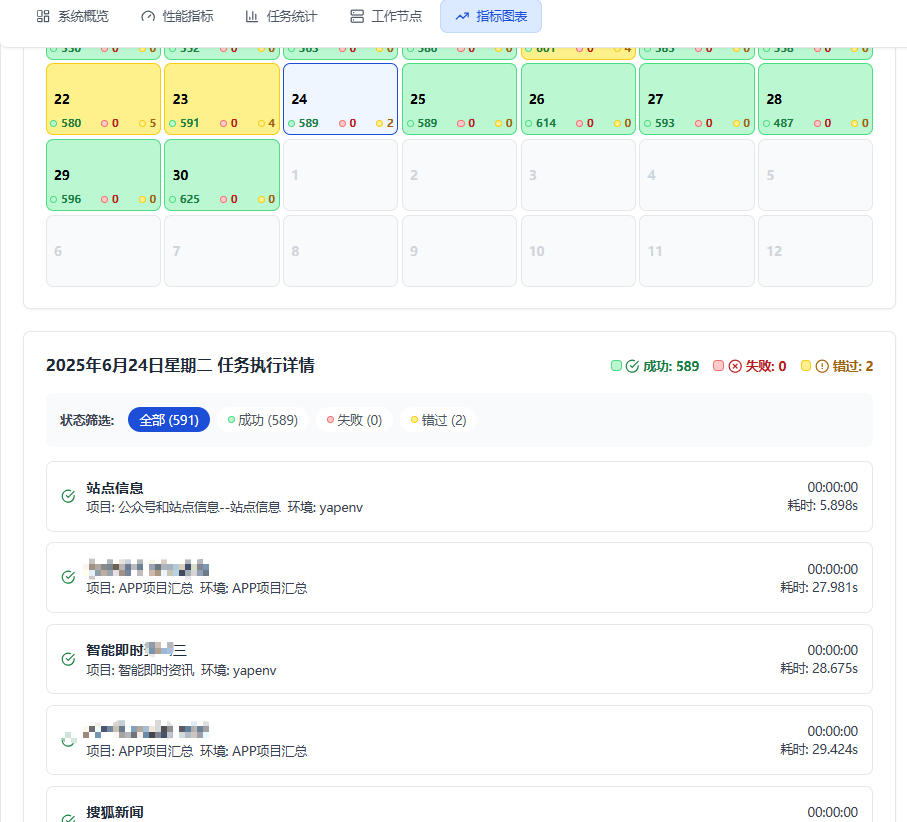 系统概览 性能指标 任务统计 工作节点 指标图表
22 23 24 25 26 27 28
580 0 5 591 0 4 589 0 2 589 0 0 614 0 0 593 0 0 487 0 0
29 30 1 2 3 4 5
596 0 0 625 0 0
6 7 8 9 10 11 12
2025年6月24日星期二 任务执行详情 成功: 589 失败: 0 错过: 2
状态筛选: 全部 (591) 成功 (589) 失败 (0) 错过 (2)
站点信息 00:00:00
项目: 公众号和站点信息--站点信息 环境: yapenv 耗时: 5.898s
00:00:00
项目: APP项目汇总 环境: APP项目汇总 耗时: 27.981s
智能即时 三 00:00:00
项目: 智能即时资讯 环境: yapenv 耗时: 28.675s
00:00:00
项目: APP项目汇总 环境: APP项目汇总 耗时: 29.424s
搜狐新闻 00:00:00